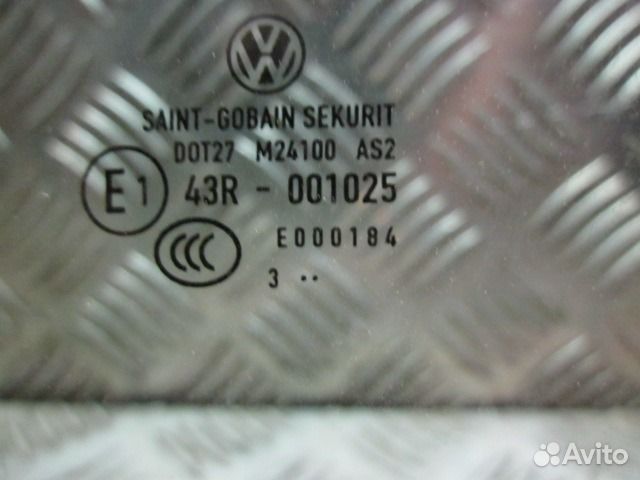 SAINT-GOBAIN SEKURIT
DOT27 M24100 AS2
E1 43R - 001025
CCC E000184
3 ..
Avito